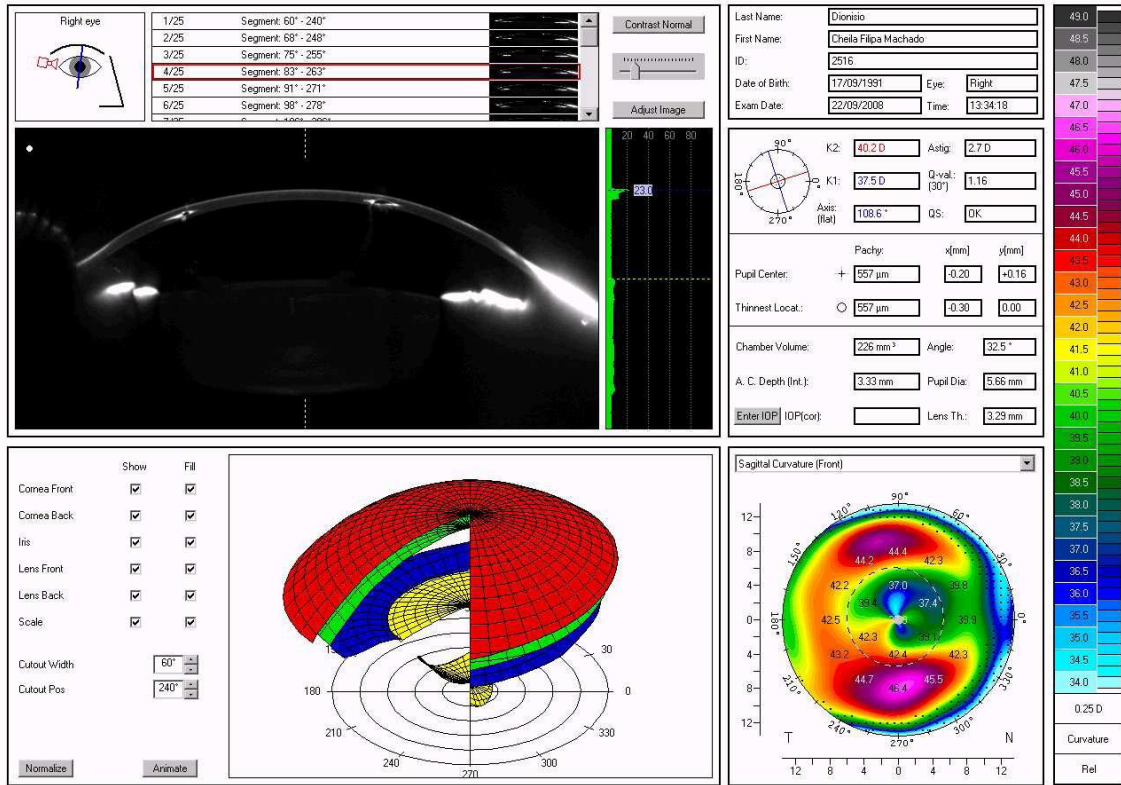 Right eye
1/25 Segment: 60° - 240°
2/25 Segment: 68° - 248°
3/25 Segment: 75° - 255°
4/25 Segment: 83° - 263°
5/25 Segment: 91° - 271°
6/25 Segment: 98° - 278°
Contrast Normal
Adjust Image
20 40 60 80
23.0
Last Name: Dionisio
First Name: Cheila Filipa Machado
ID: 2516
Date of Birth: 17/09/1991 Eye: Right
Exam Date: 22/09/2008 Time: 13:34:18
90°
180° 0°
270°
K2: 40.2 D Astig: 2.7 D
K1: 37.5 D Q-val.: (30°) 1.16
Axis: (flat) 108.6 ° QS: OK
Pachy: x[mm] y[mm]
Pupil Center: + 557 µm -0.20 +0.16
Thinnest Locat.: O 557 µm -0.30 0.00
Chamber Volume: 226 mm³ Angle: 32.5 °
A. C. Depth (Int.): 3.33 mm Pupil Dia: 5.66 mm
Enter IOP IOP(cor): Lens Th.: 3.29 mm
Show Fill
Cornea Front
Cornea Back
Iris
Lens Front
Lens Back
Scale
Cutout Width 60°
Cutout Pos 240°
Normalize Animate
30
180 0
210 330
240 300
270
Sagittal Curvature (Front)
90°
120° 60°
150° 30°
180° 0°
210° 330°
240° 300°
270°
12
8
4
0
4
8
12
44.2 44.4 42.3
42.2 37.0 39.8
39.4 37.4
42.5 39.9
42.3 39.1
43.2 42.4 42.3
44.7 45.5
46.4
T N
12 8 4 0 4 8 12
49.0
48.5
48.0
47.5
47.0
46.5
46.0
45.5
45.0
44.5
44.0
43.5
43.0
42.5
42.0
41.5
41.0
40.5
40.0
39.5
39.0
38.5
38.0
37.5
37.0
36.5
36.0
35.5
35.0
34.5
34.0
0.25 D
Curvature
Rel